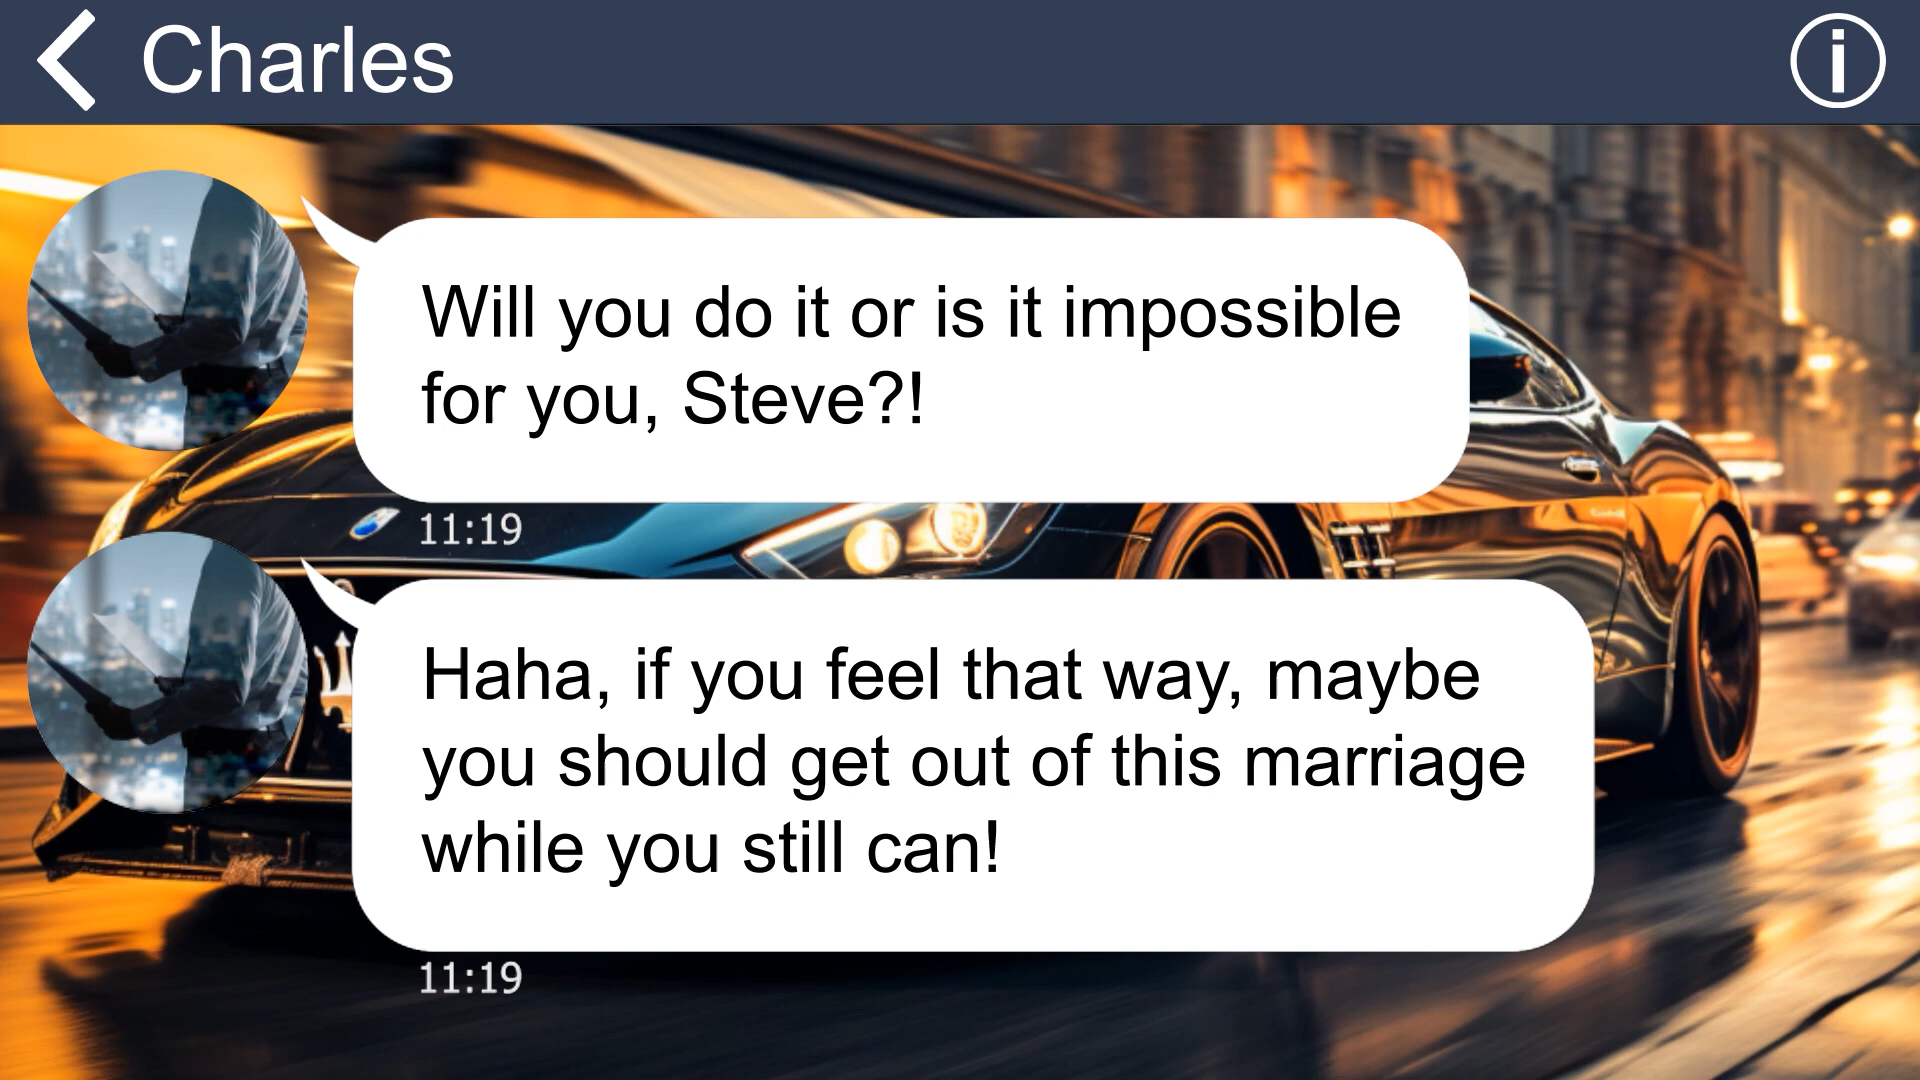 Charles
Will you do it or is it impossible
for you, Steve?!
11:19
Haha, if you feel that way, maybe
you should get out of this marriage
while you still can!
11:19